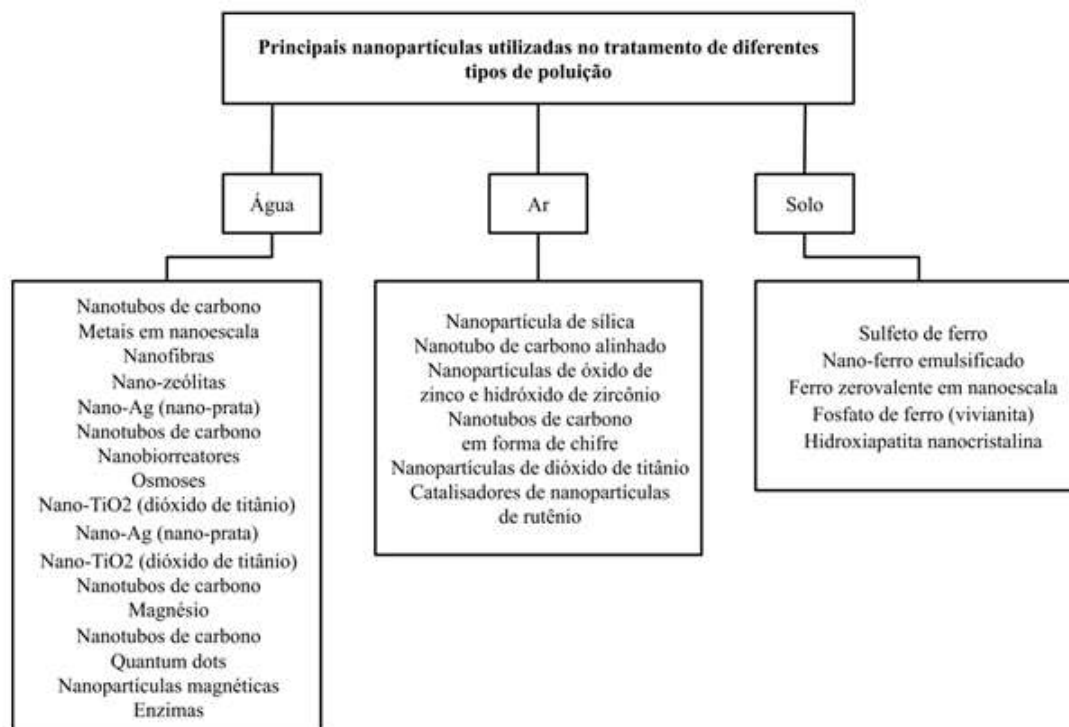 Principais nanopartículas utilizadas no tratamento de diferentes
tipos de poluição
Água
Nanotubos de carbono
Metais em nanoescala
Nanofibras
Nano-zeólitas
Nano-Ag (nano-prata)
Nanotubos de carbono
Nanobiorreatores
Osmoses
Nano-TiO2 (dióxido de titânio)
Nano-Ag (nano-prata)
Nano-TiO2 (dióxido de titânio)
Nanotubos de carbono
Magnésio
Nanotubos de carbono
Quantum dots
Nanopartículas magnéticas
Enzimas
Ar
Nanopartícula de sílica
Nanotubo de carbono alinhado
Nanopartículas de óxido de
zinco e hidróxido de zircônio
Nanotubos de carbono
em forma de chifre
Nanopartículas de dióxido de titânio
Catalisadores de nanopartículas
de rutênio
Solo
Sulfeto de ferro
Nano-ferro emulsificado
Ferro zerovalente em nanoescala
Fosfato de ferro (vivianita)
Hidroxiapatita nanocristalina